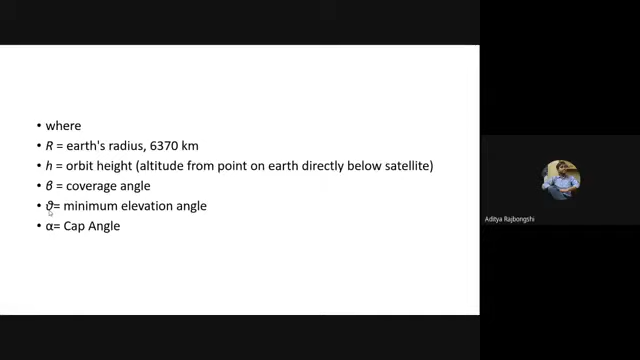 • where
• R = earth's radius, 6370 km
• h = orbit height (altitude from point on earth directly below satellite)
• β = coverage angle
• ϑ= minimum elevation angle
• α= Cap Angle
Aditya Rajbongshi